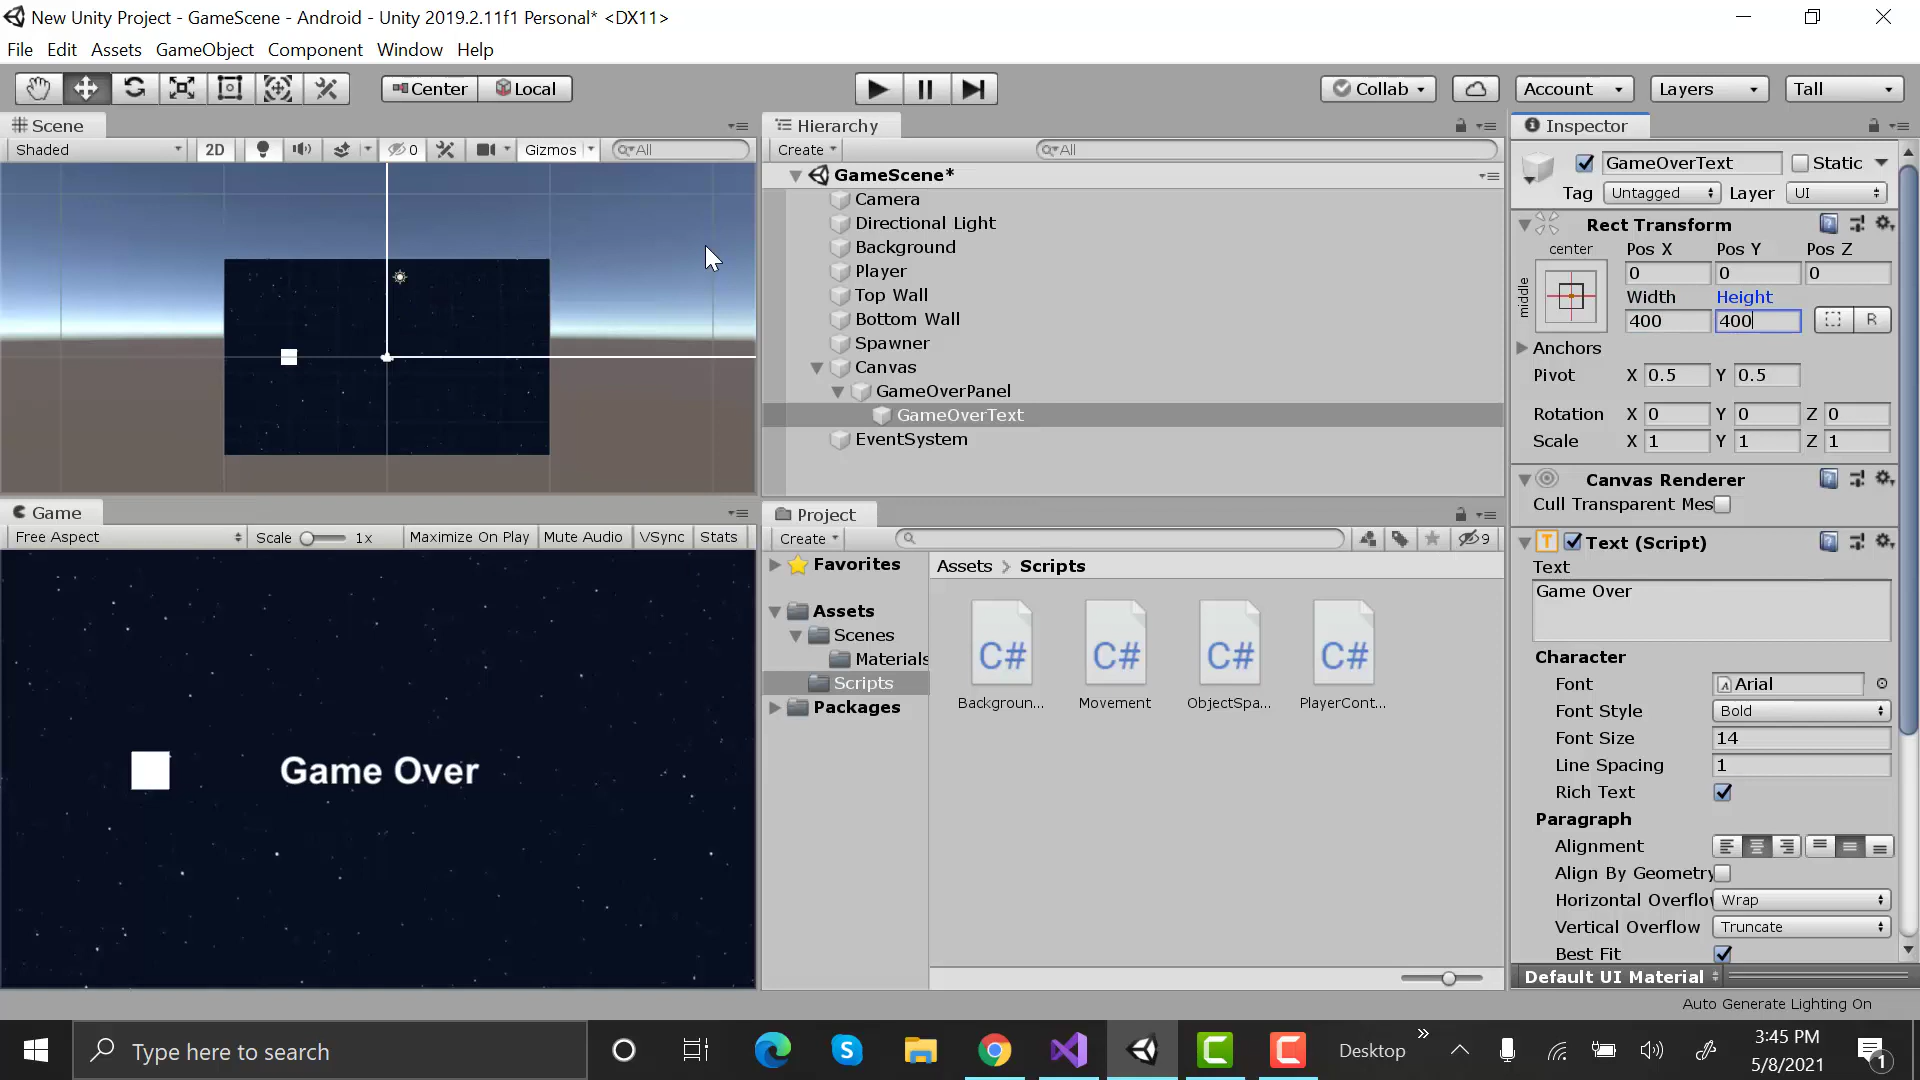 New Unity Project - GameScene - Android - Unity 2019.2.11f1 Personal* <DX11>
File Edit Assets GameObject Component Window Help
Center Local Collab Account Layers Tall
Scene
Shaded 2D 0 Gizmos All
Hierarchy
Create All
GameScene*
Camera
Directional Light
Background
Player
Top Wall
Bottom Wall
Spawner
Canvas
GameOverPanel
GameOverText
EventSystem
Game
Free Aspect Scale 1x Maximize On Play Mute Audio VSync Stats
Game Over
Project
Create 9
Favorites
Assets
Scenes
Materials
Scripts
Packages
Assets > Scripts
C# C# C# C#
Backgroun... Movement ObjectSpa... PlayerCont...
Inspector
GameOverText Static
Tag Untagged Layer UI
Rect Transform
center Pos X Pos Y Pos Z
middle 0 0 0
Width Height
400 400 R
Anchors
Pivot X 0.5 Y 0.5
Rotation X 0 Y 0 Z 0
Scale X 1 Y 1 Z 1
Canvas Renderer
Cull Transparent Mes
T Text (Script)
Text
Game Over
Character
Font Arial
Font Style Bold
Font Size 14
Line Spacing 1
Rich Text
Paragraph
Alignment
Align By Geometry
Horizontal Overflo Wrap
Vertical Overflow Truncate
Best Fit
Default UI Material
Auto Generate Lighting On
Type here to search
Desktop
3:45 PM
5/8/2021
1